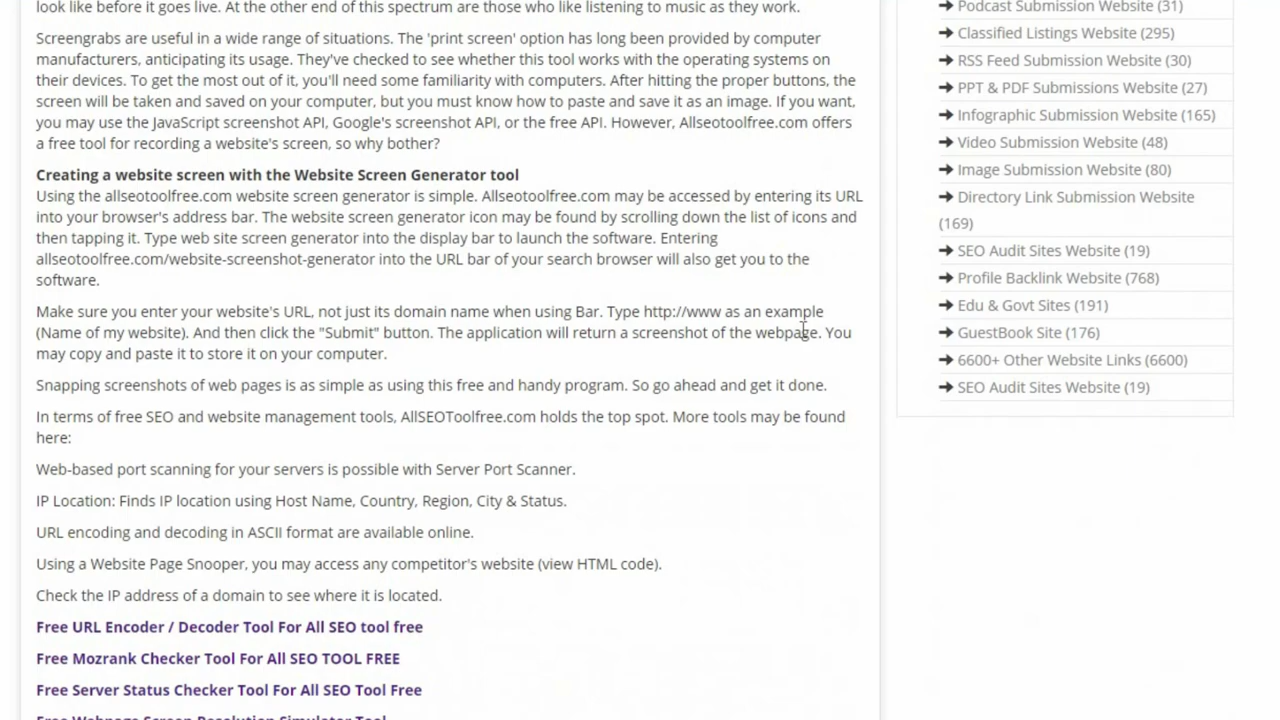 look like before it goes live. At the other end of this spectrum are those who like listening to music as they work.
Screengrabs are useful in a wide range of situations. The 'print screen' option has long been provided by computer
manufacturers, anticipating its usage. They've checked to see whether this tool works with the operating systems on
their devices. To get the most out of it, you'll need some familiarity with computers. After hitting the proper buttons, the
screen will be taken and saved on your computer, but you must know how to paste and save it as an image. If you want,
you may use the JavaScript screenshot API, Google's screenshot API, or the free API. However, Allseotoolfree.com offers
a free tool for recording a website's screen, so why bother?
Creating a website screen with the Website Screen Generator tool
Using the allseotoolfree.com website screen generator is simple. Allseotoolfree.com may be accessed by entering its URL
into your browser's address bar. The website screen generator icon may be found by scrolling down the list of icons and
then tapping it. Type web site screen generator into the display bar to launch the software. Entering
allseotoolfree.com/website-screenshot-generator into the URL bar of your search browser will also get you to the
software.
Make sure you enter your website's URL, not just its domain name when using Bar. Type http://www as an example
(Name of my website). And then click the "Submit" button. The application will return a screenshot of the webpage. You
may copy and paste it to store it on your computer.
Snapping screenshots of web pages is as simple as using this free and handy program. So go ahead and get it done.
In terms of free SEO and website management tools, AllSEOToolfree.com holds the top spot. More tools may be found
here:
Web-based port scanning for your servers is possible with Server Port Scanner.
IP Location: Finds IP location using Host Name, Country, Region, City & Status.
URL encoding and decoding in ASCII format are available online.
Using a Website Page Snooper, you may access any competitor's website (view HTML code).
Check the IP address of a domain to see where it is located.
Free URL Encoder / Decoder Tool For All SEO tool free
Free Mozrank Checker Tool For All SEO TOOL FREE
Free Server Status Checker Tool For All SEO Tool Free
Free Webpage Screen Resolution Simulator Tool
Podcast Submission Website (31)
Classified Listings Website (295)
RSS Feed Submission Website (30)
PPT & PDF Submissions Website (27)
Infographic Submission Website (165)
Video Submission Website (48)
Image Submission Website (80)
Directory Link Submission Website
(169)
SEO Audit Sites Website (19)
Profile Backlink Website (768)
Edu & Govt Sites (191)
GuestBook Site (176)
6600+ Other Website Links (6600)
SEO Audit Sites Website (19)